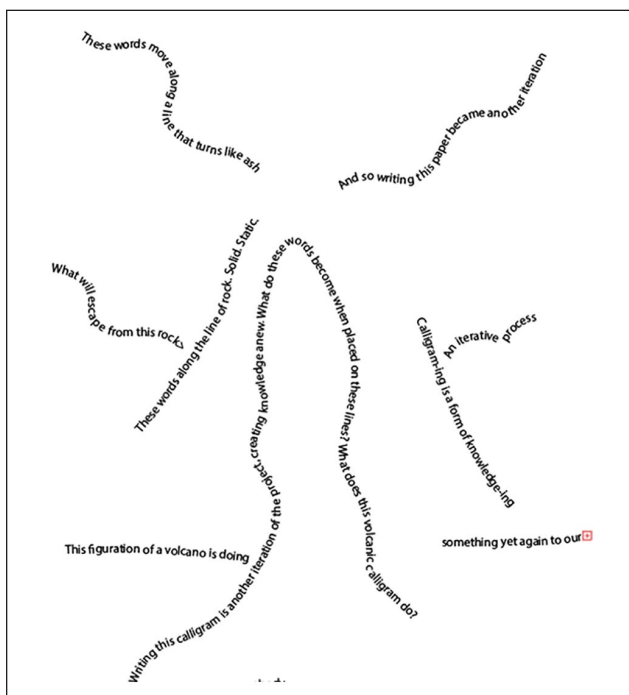 These words move along a line that turns like ash
And so writing this paper became another iteration
These words along the line of rock. Solid. Static.
What will escape from this rock,
Writing this calligram is another iteration of the project, creating knowledge anew. What do these words become when placed on these lines? What does this volcanic calligram do?
Calligram-ing is a form of knowledge-ing
An iterative process
This figuration of a volcano is doing
something yet again to our